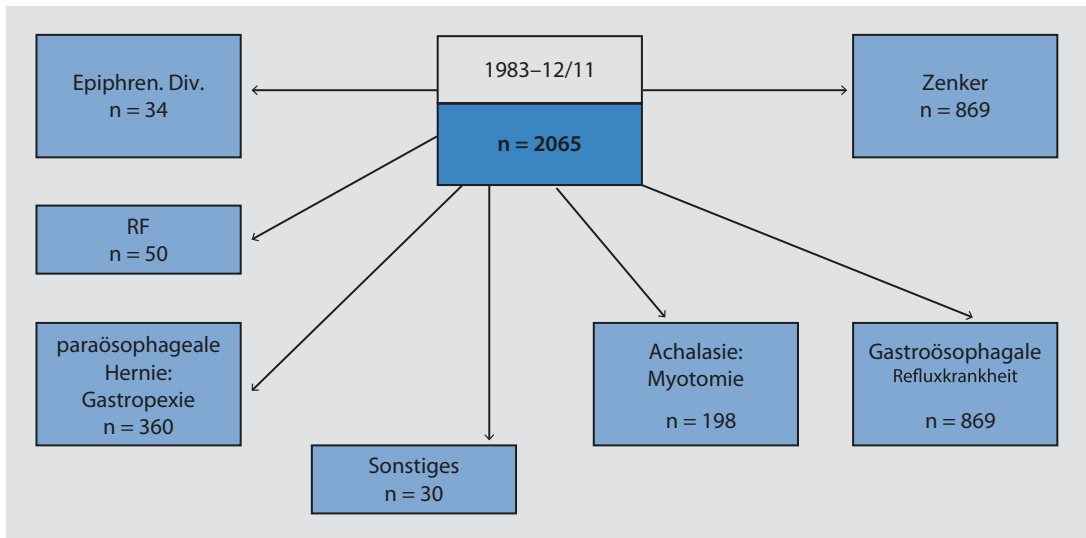 Epiphren. Div.
n = 34
1983–12/11
n = 2065
Zenker
n = 869
RF
n = 50
paraösophageale
Hernie:
Gastropexie
n = 360
Sonstiges
n = 30
Achalasie:
Myotomie
n = 198
Gastroösophagale
Refluxkrankheit
n = 869